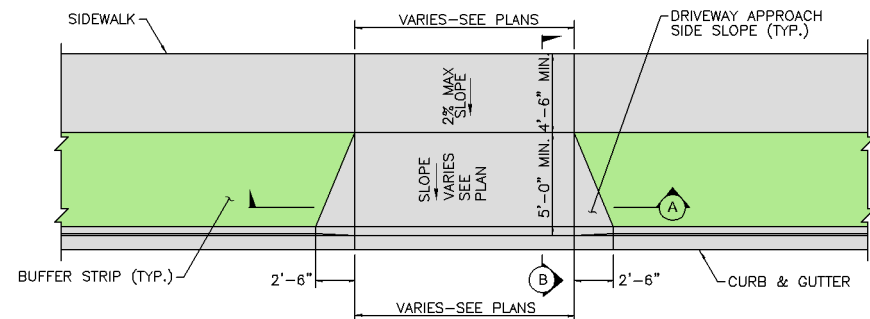 SIDEWALK
VARIES-SEE PLANS
DRIVEWAY APPROACH
SIDE SLOPE (TYP.)
2% MAX
SLOPE
4'-6" MIN.
SLOPE
VARIES
SEE
PLAN
5'-0" MIN.
A
BUFFER STRIP (TYP.)
2'-6"
B
2'-6"
CURB & GUTTER
VARIES-SEE PLANS